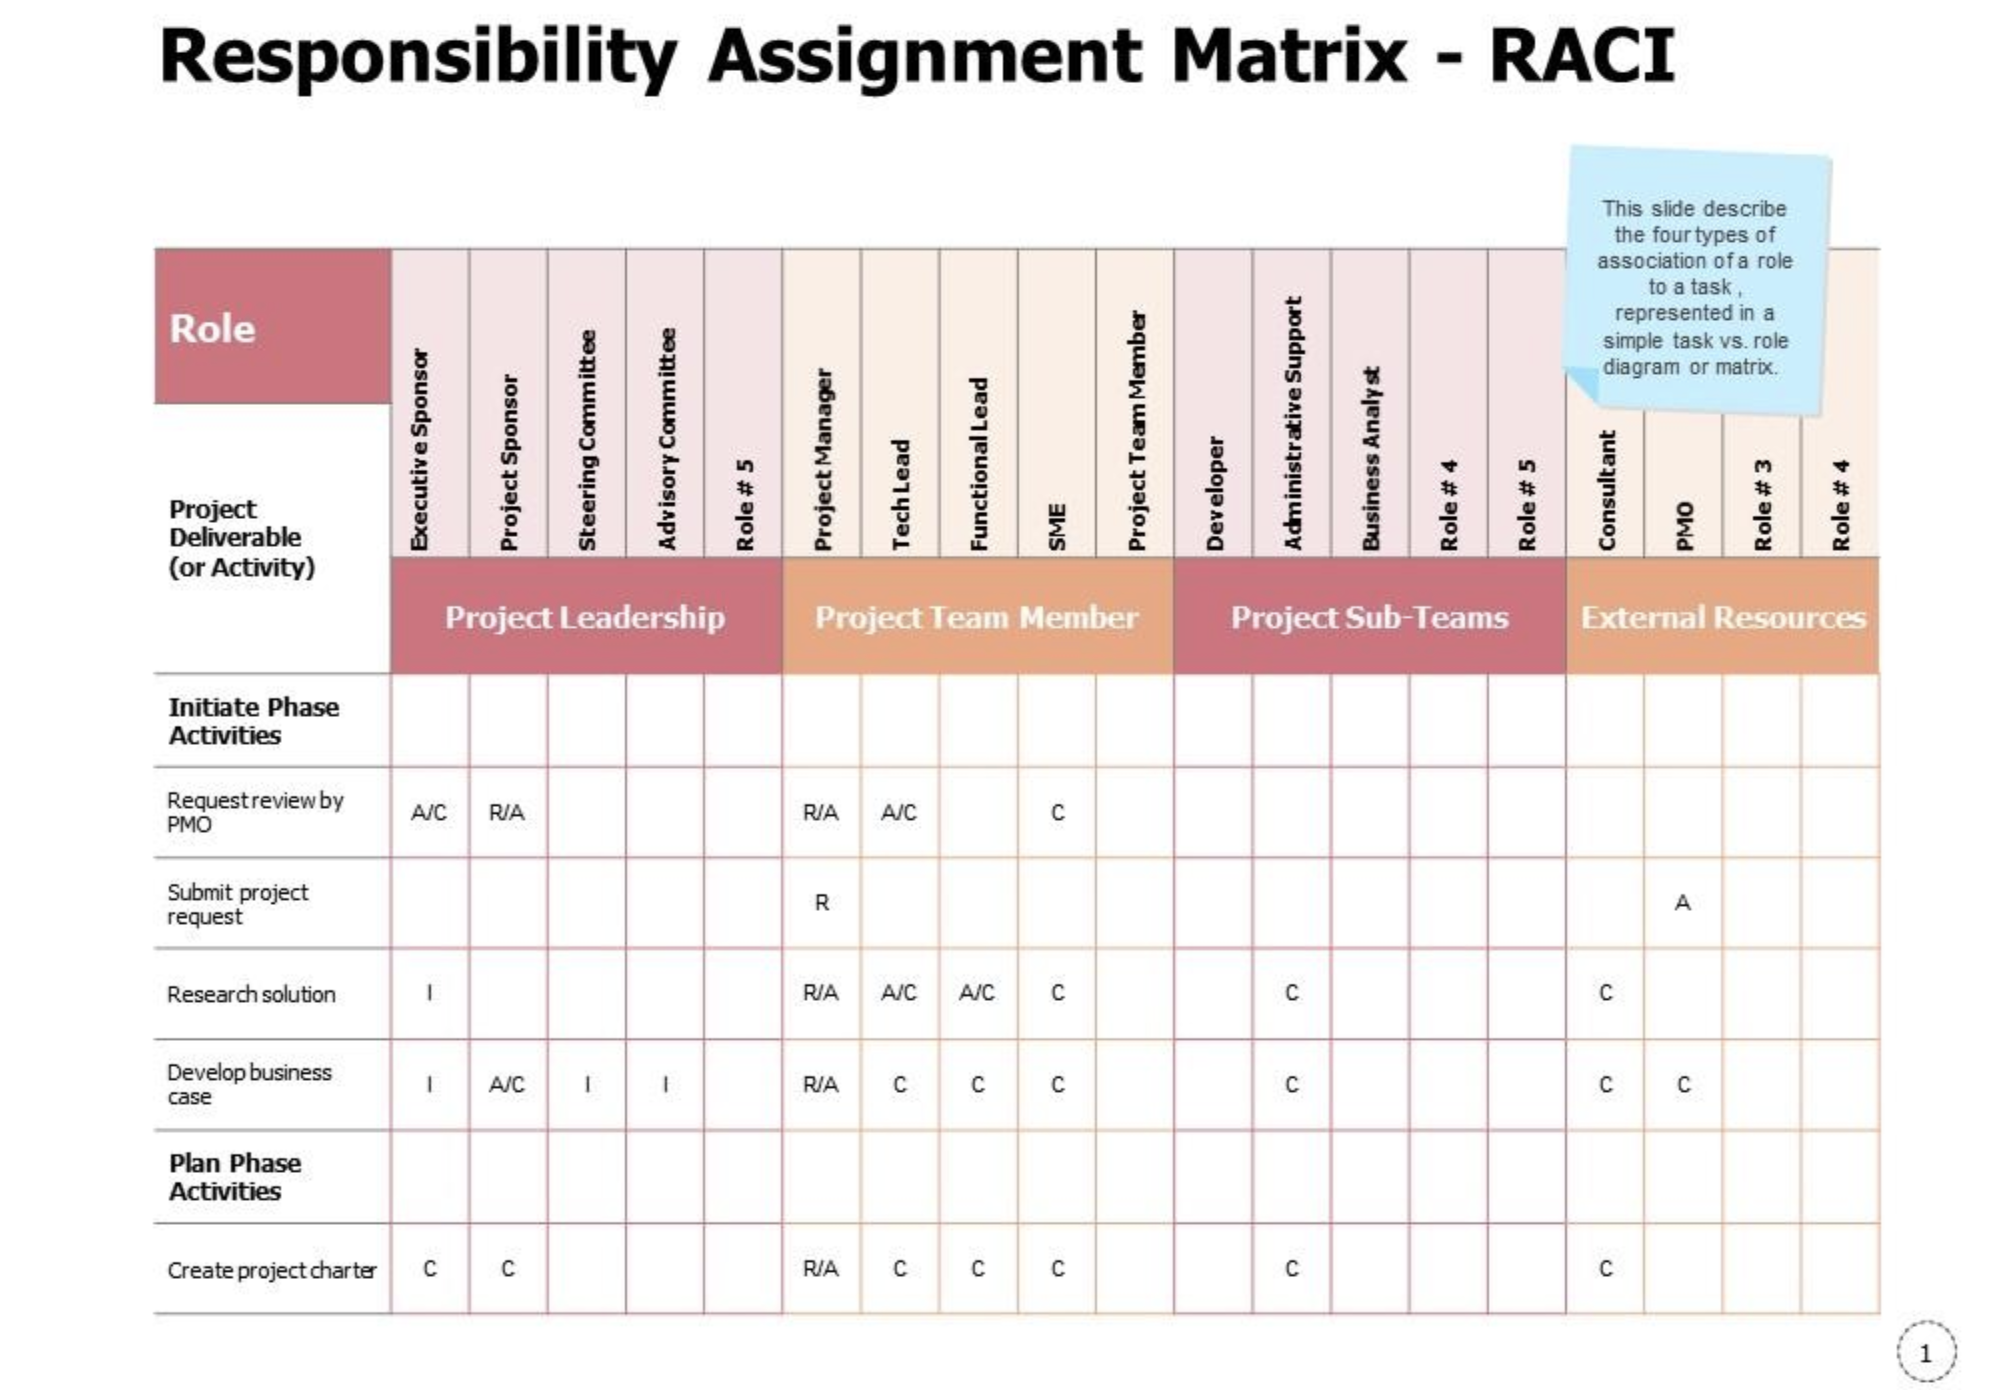 Responsibility Assignment Matrix - RACI
This slide describe
the four types of
association of a role
to a task ,
represented in a
simple task vs. role
diagram or matrix.
Role
Executive Sponsor
Project Sponsor
Steering Committee
Advisory Committee
Role # 5
Project Manager
Tech Lead
Functional Lead
SME
Project Team Member
Developer
Administrative Support
Business Analyst
Role # 4
Role # 5
Consultant
PMO
Role # 3
Role # 4
Project
Deliverable
(or Activity)
Project Leadership
Project Team Member
Project Sub-Teams
External Resources
Initiate Phase
Activities
Request review by
PMO
A/C R/A R/A A/C C
Submit project
request
R A
Research solution I R/A A/C A/C C C C
Develop business
case
I A/C I I R/A C C C C C C
Plan Phase
Activities
Create project charter C C R/A C C C C C
1